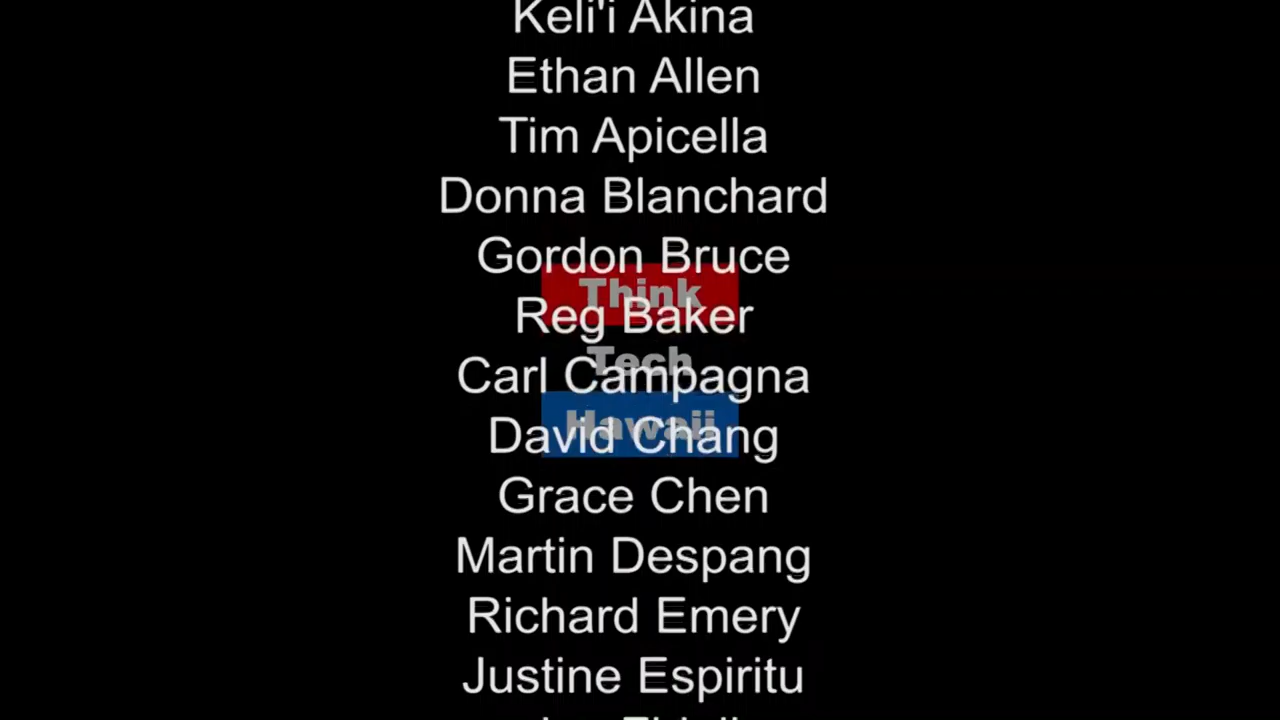 Keli'i Akina
Ethan Allen
Tim Apicella
Donna Blanchard
Gordon Bruce
Think
Reg Baker
Tech
Carl Campagna
Hawaii
David Chang
Grace Chen
Martin Despang
Richard Emery
Justine Espiritu